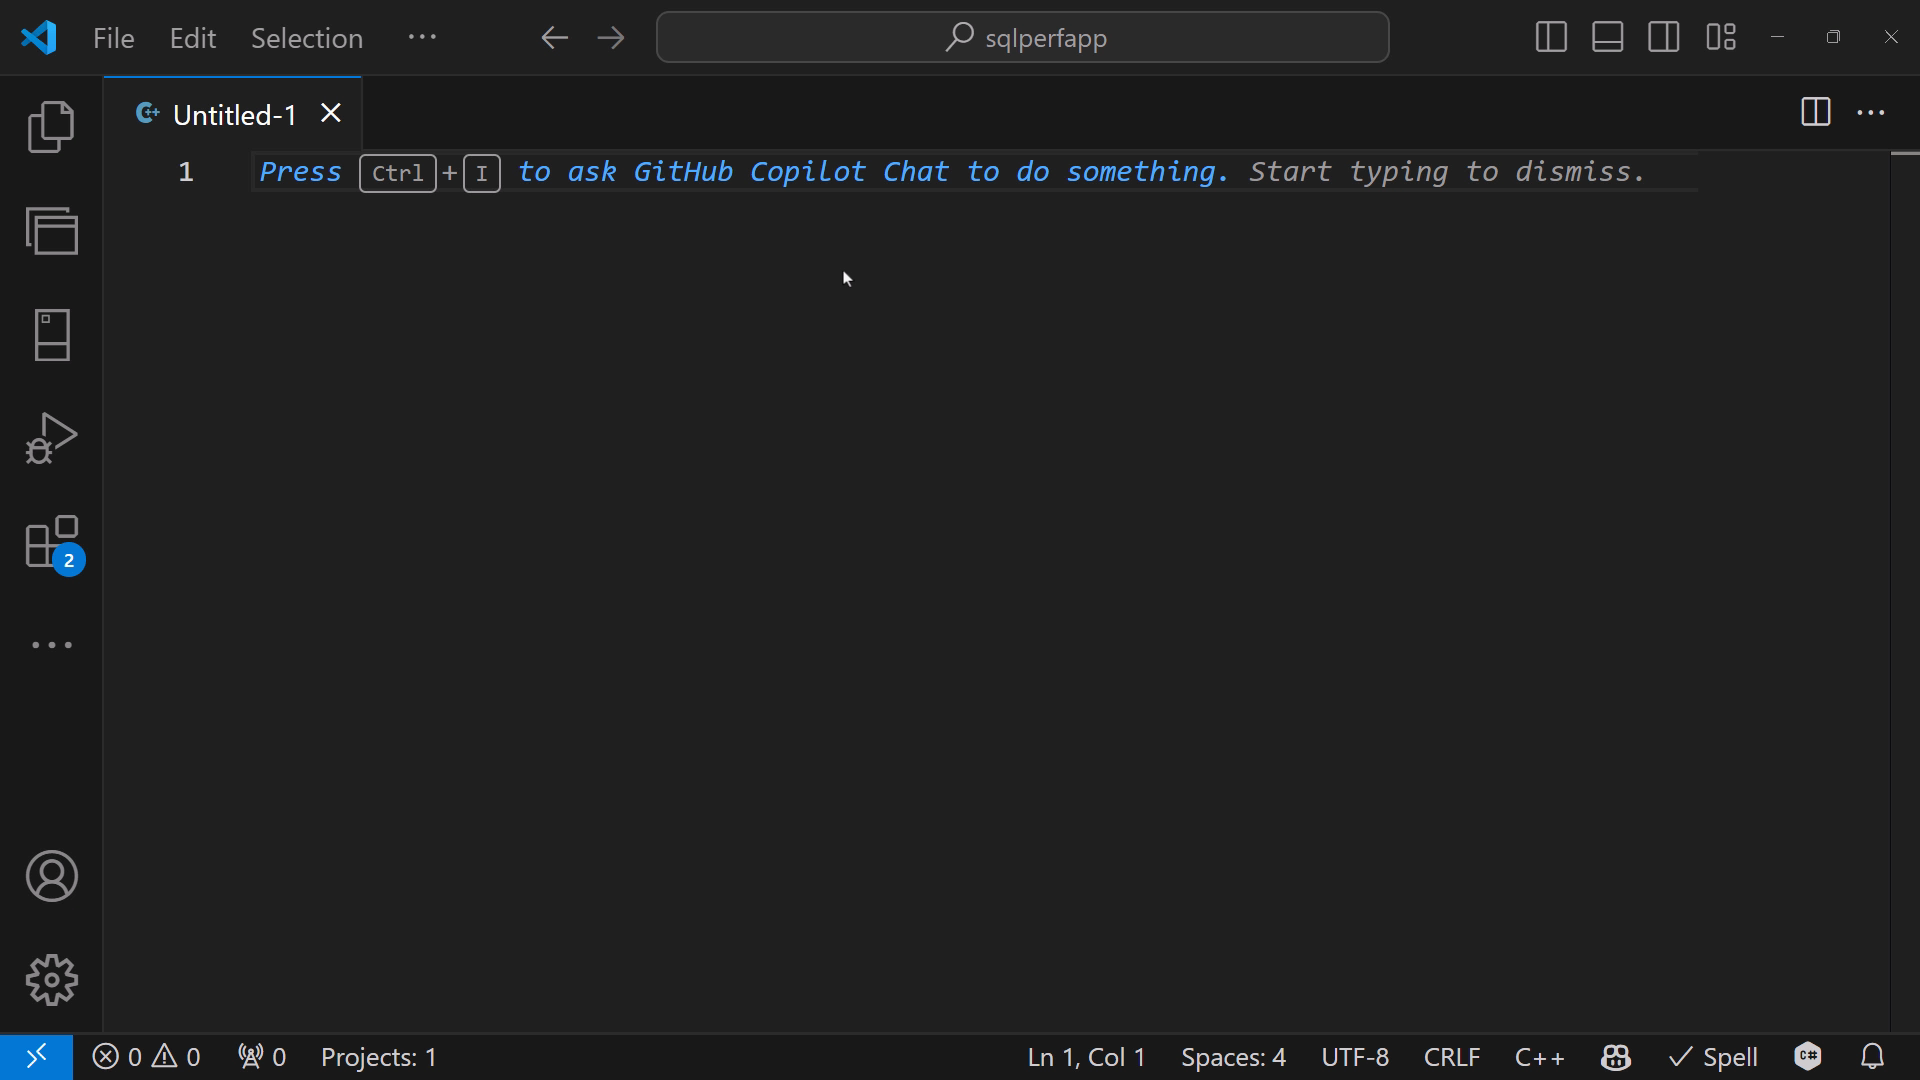 File Edit Selection ··· sqlperfapp
Untitled-1
1 Press Ctrl+I to ask GitHub Copilot Chat to do something. Start typing to dismiss.
2
0 0 0 Projects: 1 Ln 1, Col 1 Spaces: 4 UTF-8 CRLF C++ Spell C#